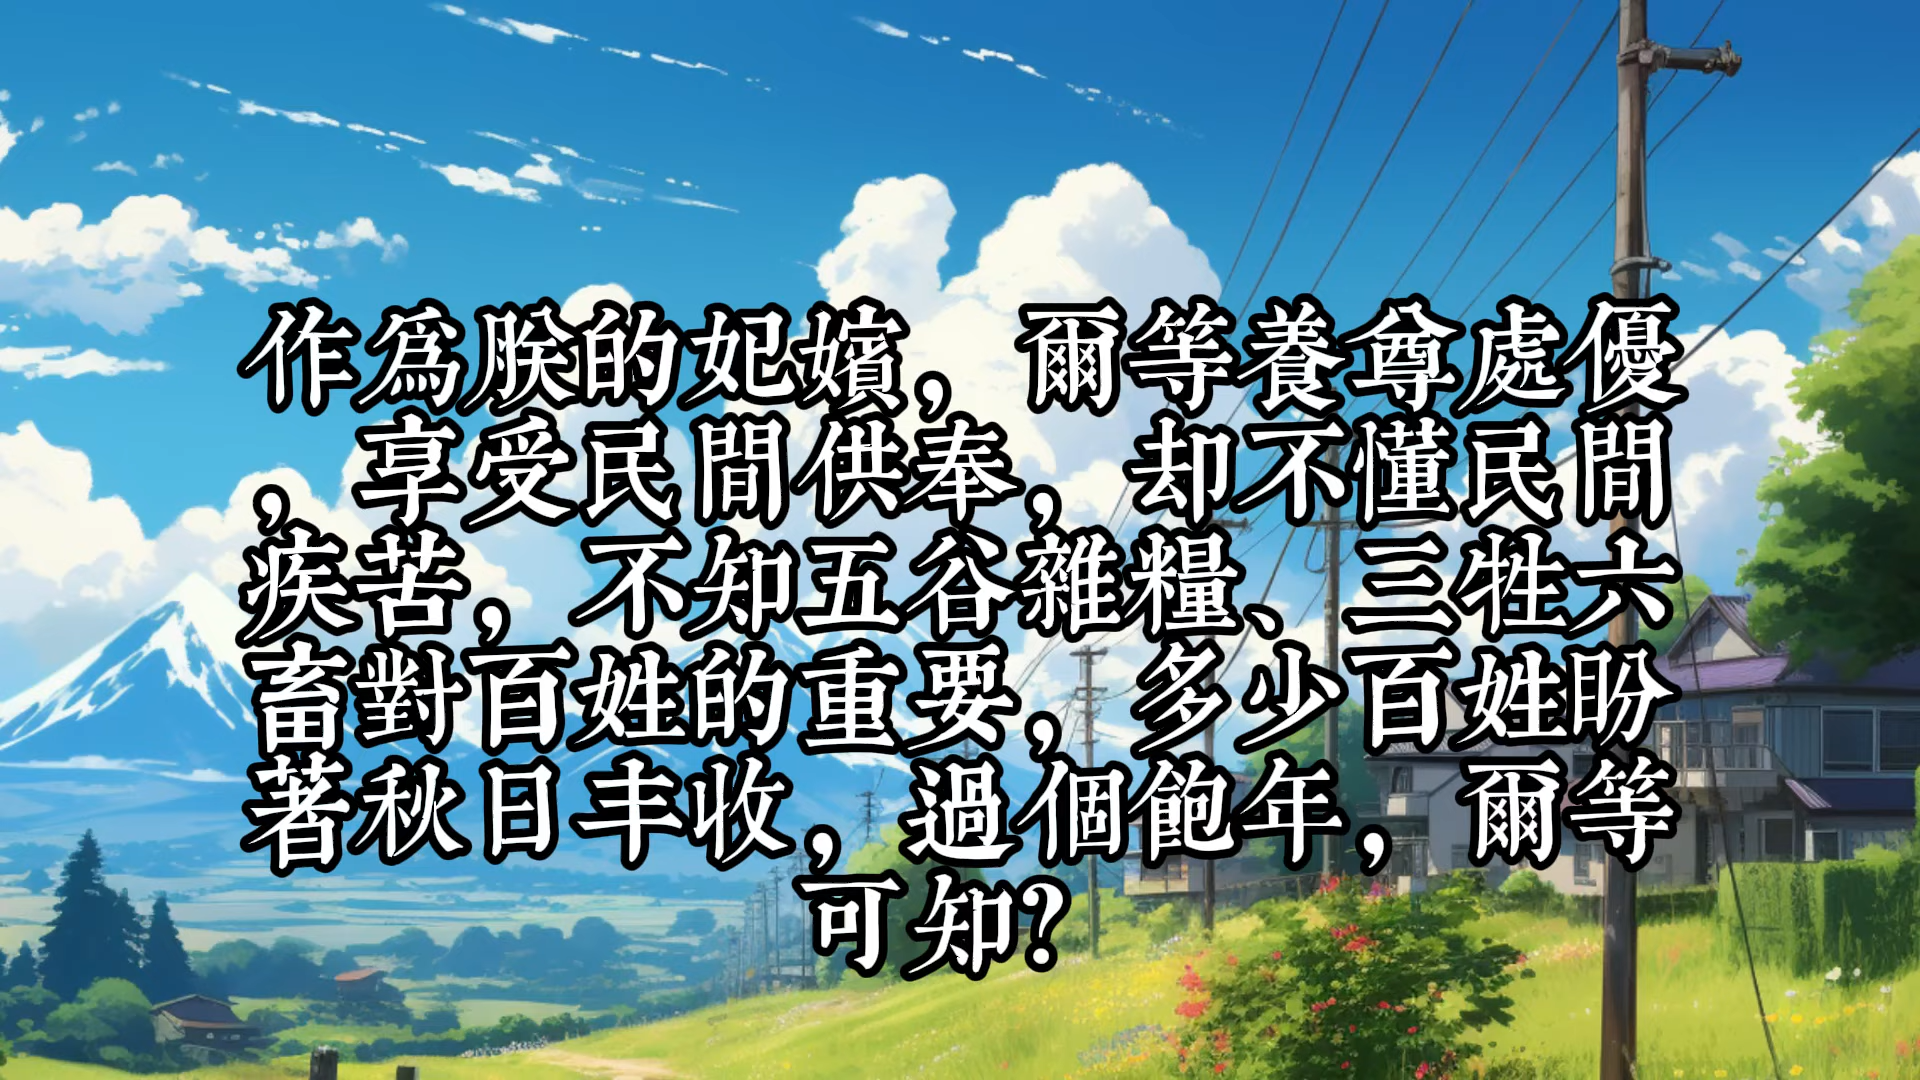 作爲朕的妃嬪，爾等養尊處優
，享受民間供奉，却不懂民間
疾苦，不知五谷雜糧、三牲六
畜對百姓的重要，多少百姓盼
著秋日丰收，過個飽年，爾等
可知？